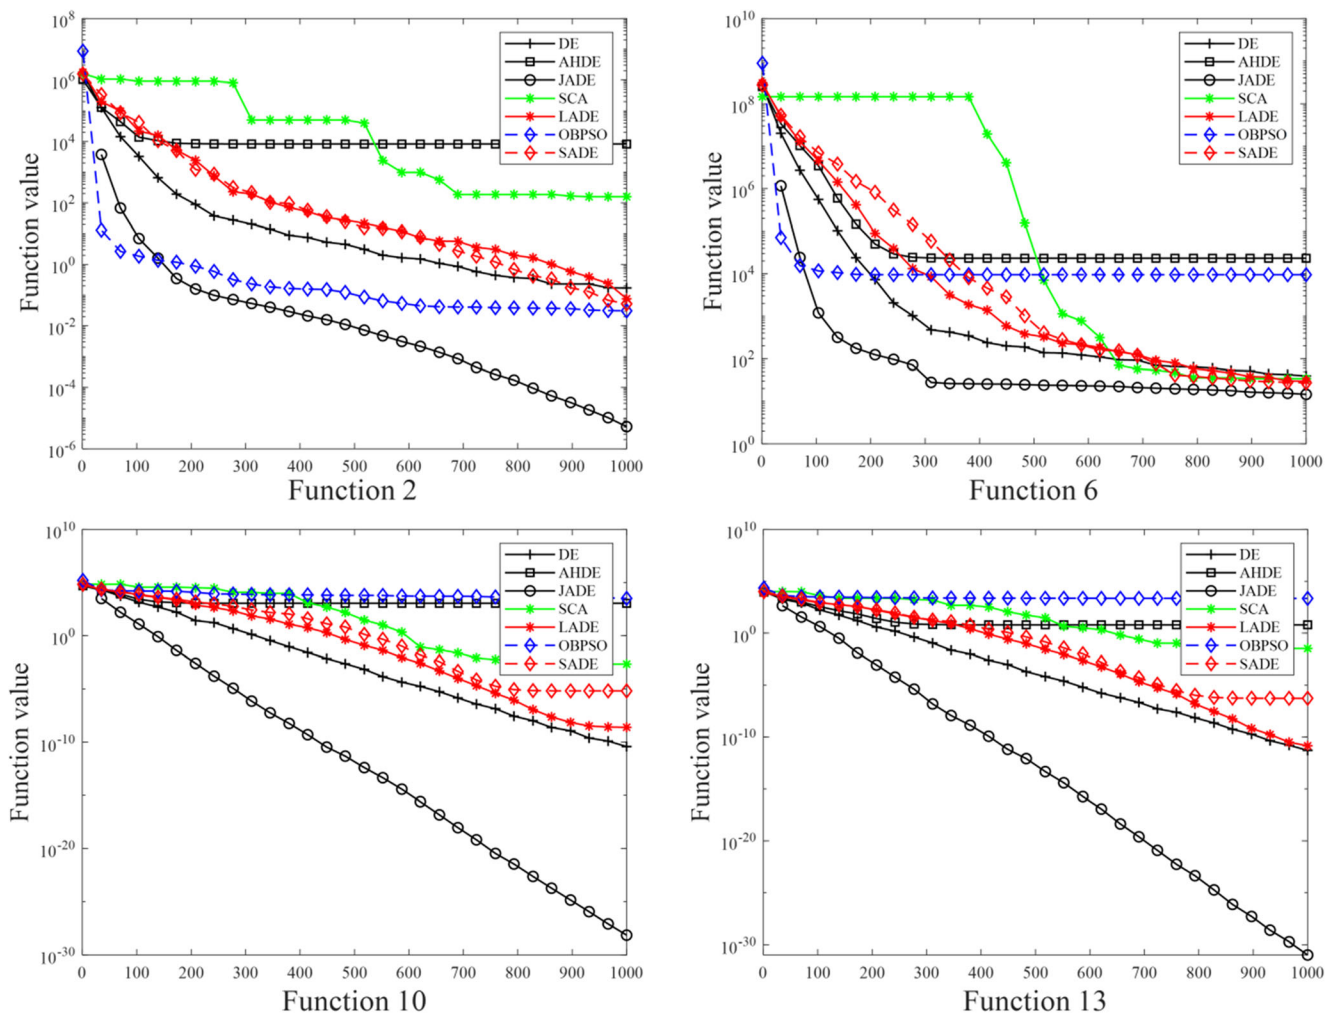 10^8
10^6
10^4
10^2
10^0
10^-2
10^-4
10^-6
Function value
0 100 200 300 400 500 600 700 800 900 1000
Function 2
DE
AHDE
JADE
SCA
LADE
OBPSO
SADE
10^10
10^8
10^6
10^4
10^2
10^0
Function value
0 100 200 300 400 500 600 700 800 900 1000
Function 6
DE
AHDE
JADE
SCA
LADE
OBPSO
SADE
10^10
10^0
10^-10
10^-20
10^-30
Function value
0 100 200 300 400 500 600 700 800 900 1000
Function 10
DE
AHDE
JADE
SCA
LADE
OBPSO
SADE
10^10
10^0
10^-10
10^-20
10^-30
Function value
0 100 200 300 400 500 600 700 800 900 1000
Function 13
DE
AHDE
JADE
SCA
LADE
OBPSO
SADE